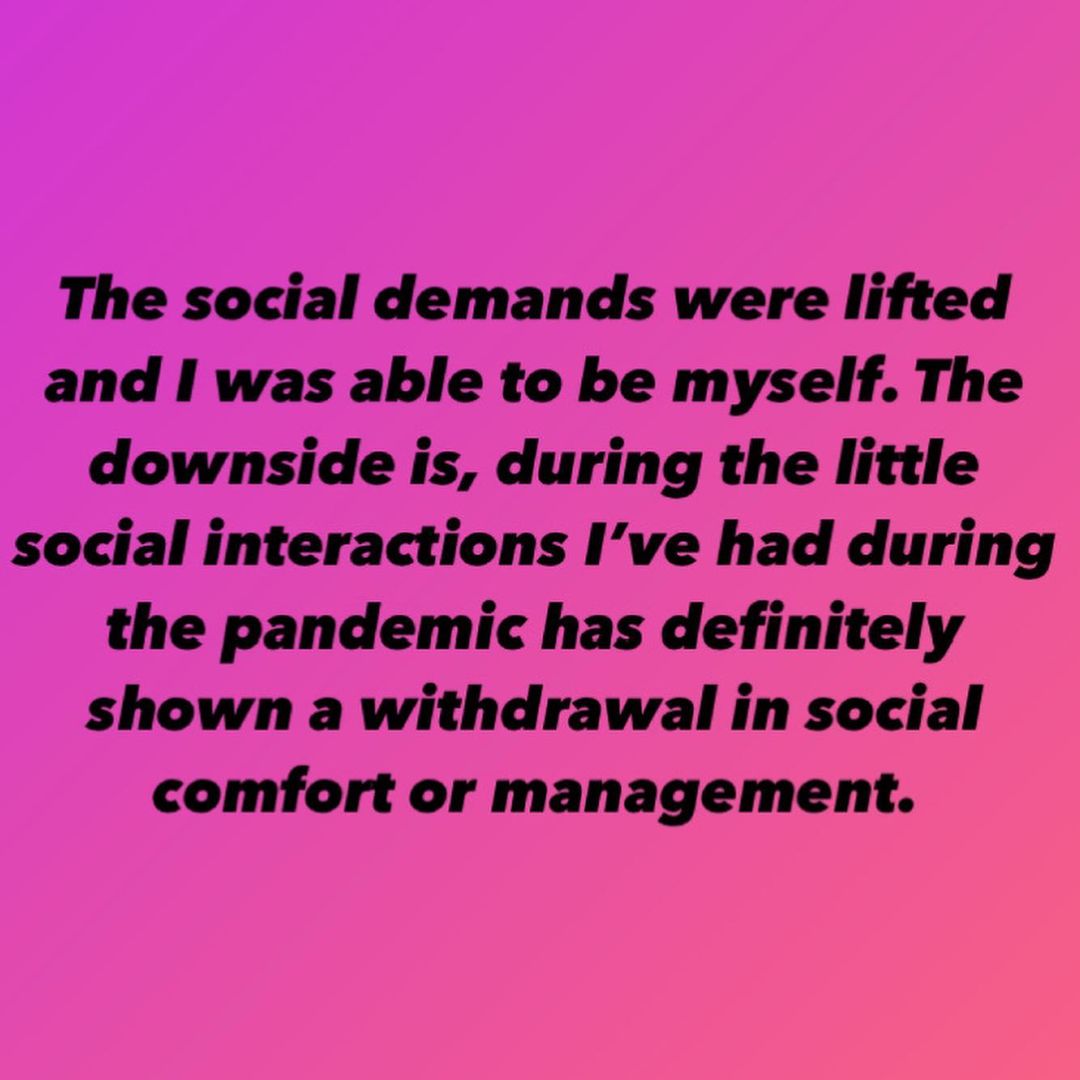 The social demands were lifted
and I was able to be myself. The
downside is, during the little
social interactions I’ve had during
the pandemic has definitely
shown a withdrawal in social
comfort or management.